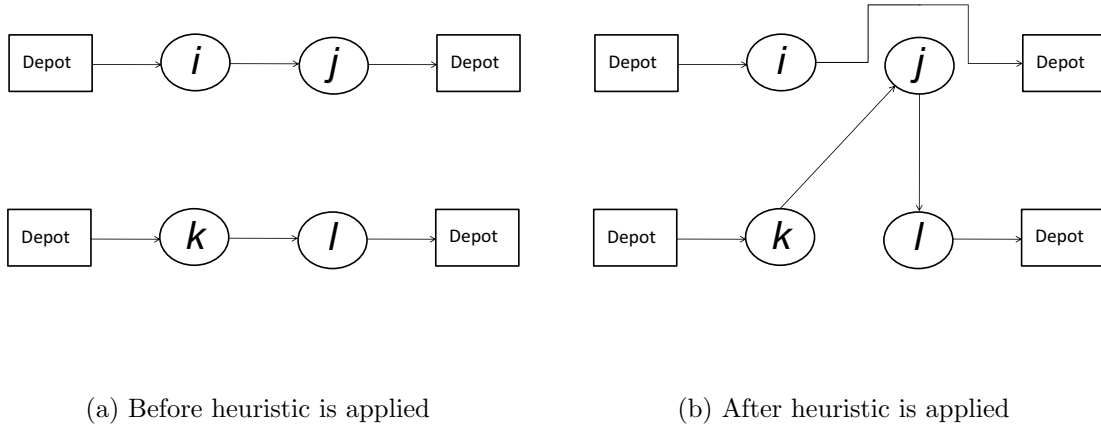 Depot i j Depot Depot i j Depot
Depot k l Depot Depot k l Depot
(a) Before heuristic is applied (b) After heuristic is applied